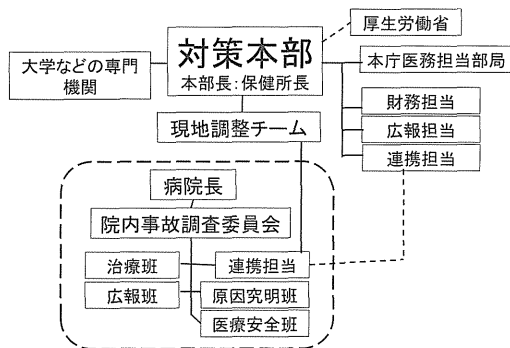 厚生労働省
対策本部
本部長:保健所長
大学などの専門
機関
本庁医務担当部局
財務担当
広報担当
連携担当
現地調整チーム
病院長
院内事故調査委員会
治療班
連携担当
広報班
原因究明班
医療安全班